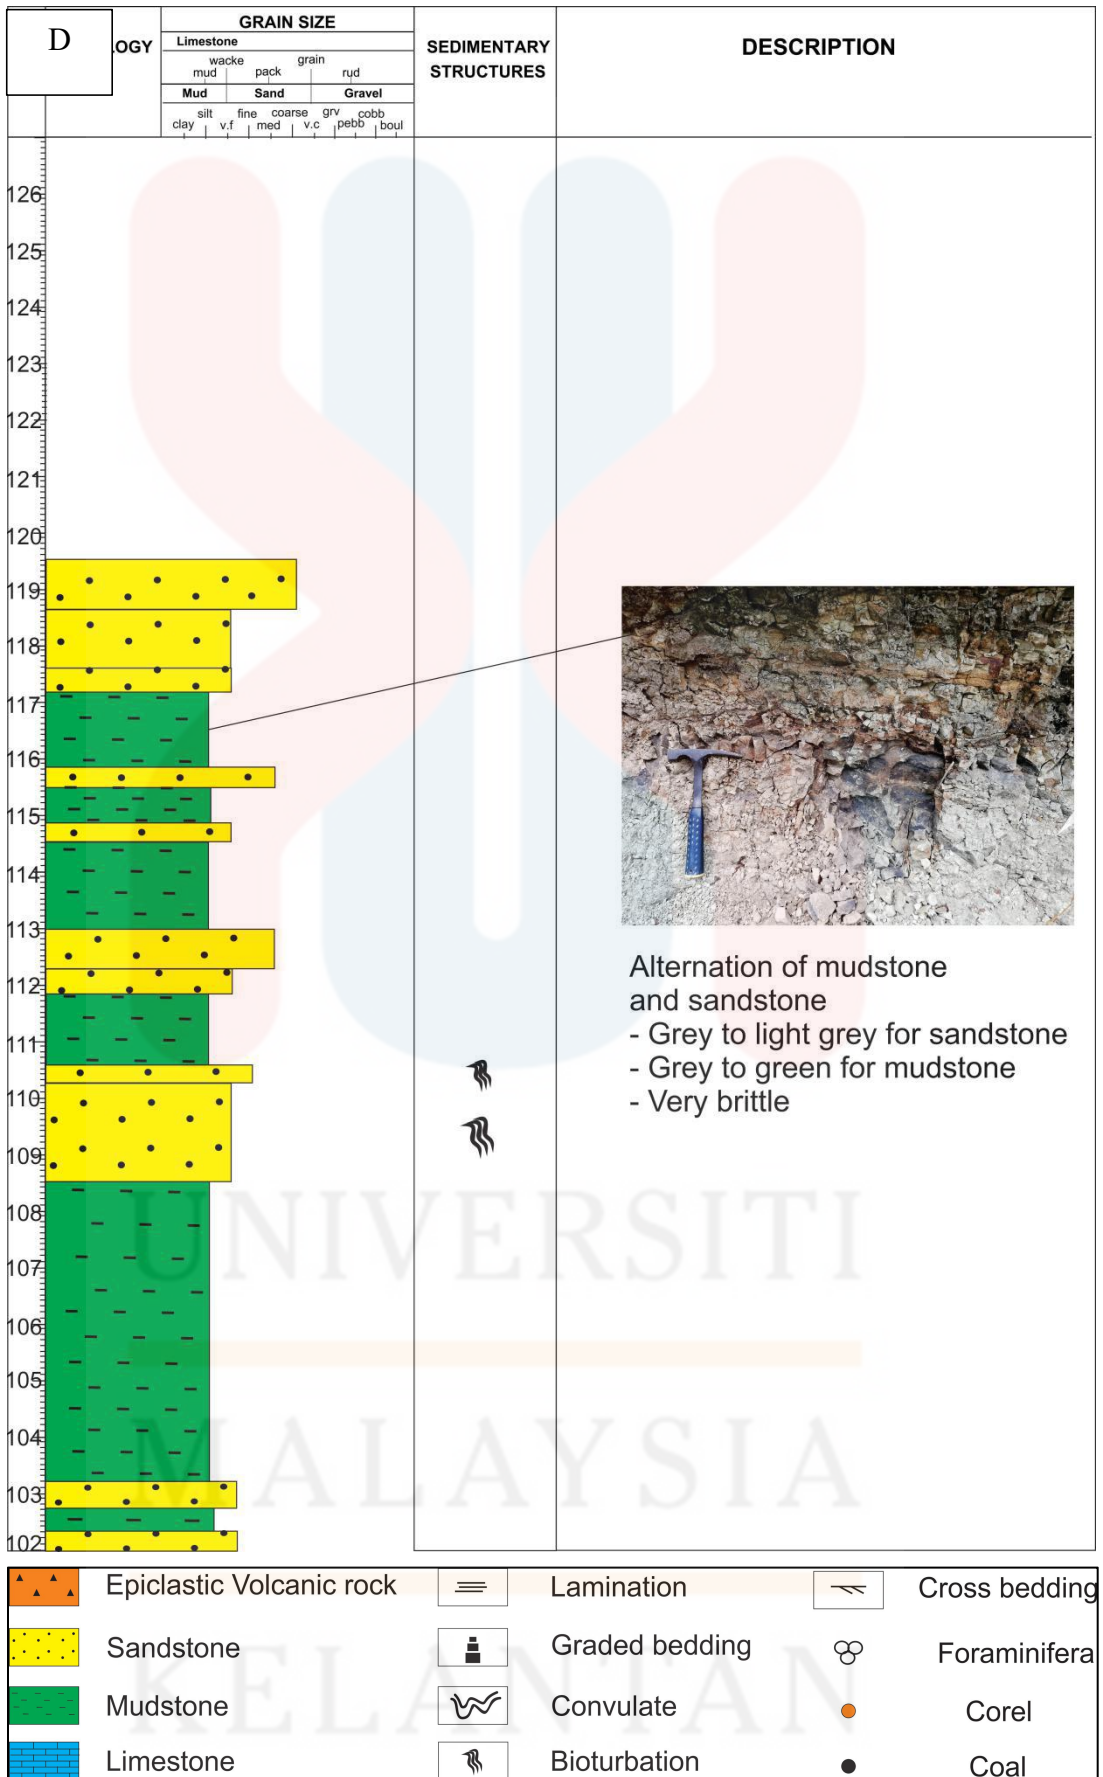 D
OGY
GRAIN SIZE
Limestone
wacke grain
mud pack rud
Mud Sand Gravel
silt fine coarse grv cobb
clay v.f med v.c pebb boul
SEDIMENTARY
STRUCTURES
DESCRIPTION
126
125
124
123
122
121
120
119
118
117
116
115
114
113
112
111
110
109
108
107
106
105
104
103
102
Alternation of mudstone
and sandstone
- Grey to light grey for sandstone
- Grey to green for mudstone
- Very brittle
UNIVERSITI
MALAYSIA
KELANTAN
Epiclastic Volcanic rock
Lamination
Cross bedding
Sandstone
Graded bedding
Foraminifera
Mudstone
Convulate
Corel
Limestone
Bioturbation
Coal